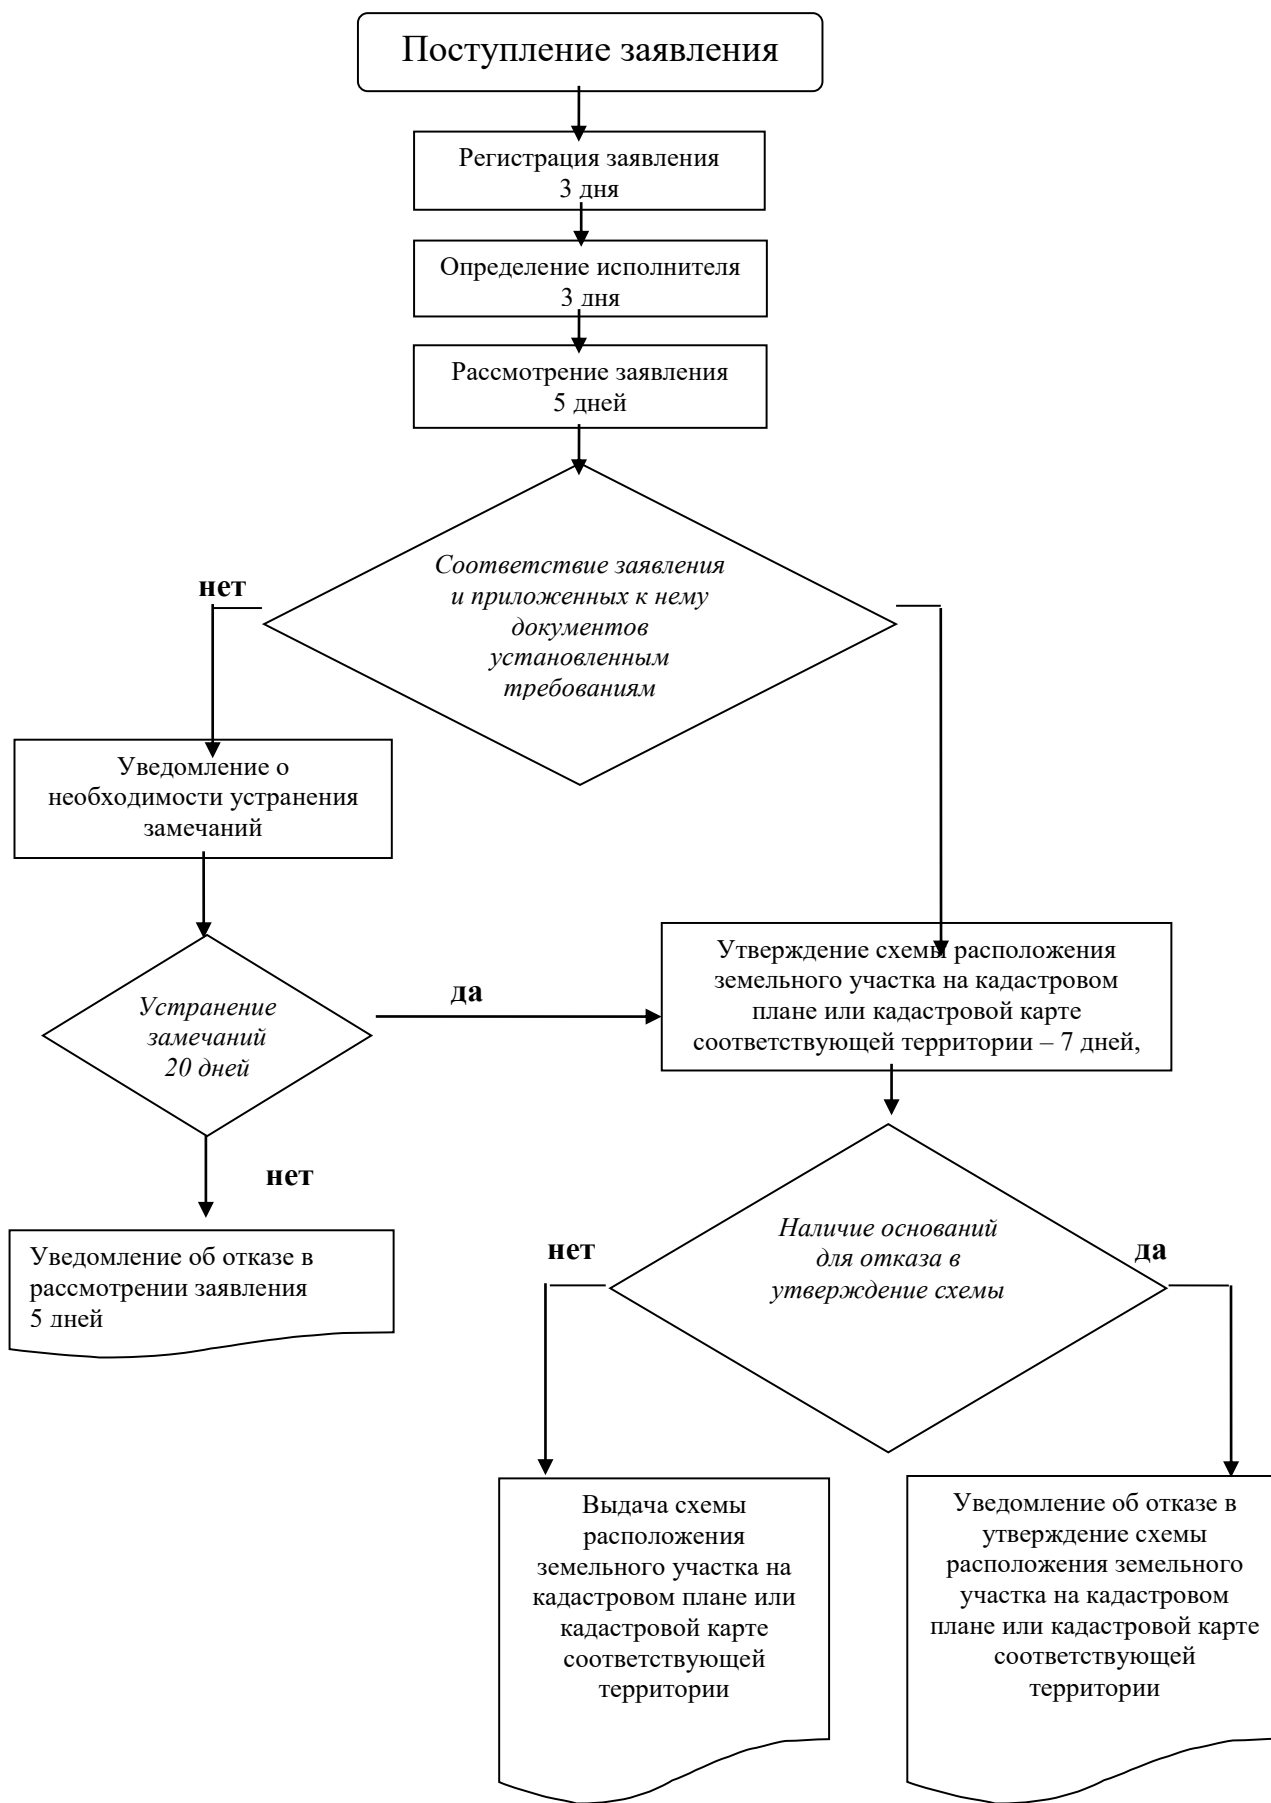 Поступление заявления
Регистрация заявления
3 дня
Определение исполнителя
3 дня
Рассмотрение заявления
5 дней
Соответствие заявления
и приложенных к нему
документов
установленным
требованиям
нет
Уведомление о
необходимости устранения
замечаний
Устранение
замечаний
20 дней
да
Утверждение схемы расположения
земельного участка на кадастровом
плане или кадастровой карте
соответствующей территории – 7 дней,
нет
Уведомление об отказе в
рассмотрении заявления
5 дней
Наличие оснований
для отказа в
утверждение схемы
нет
да
Выдача схемы
расположения
земельного участка на
кадастровом плане или
кадастровой карте
соответствующей
территории
Уведомление об отказе в
утверждение схемы
расположения земельного
участка на кадастровом
плане или кадастровой карте
соответствующей
территории